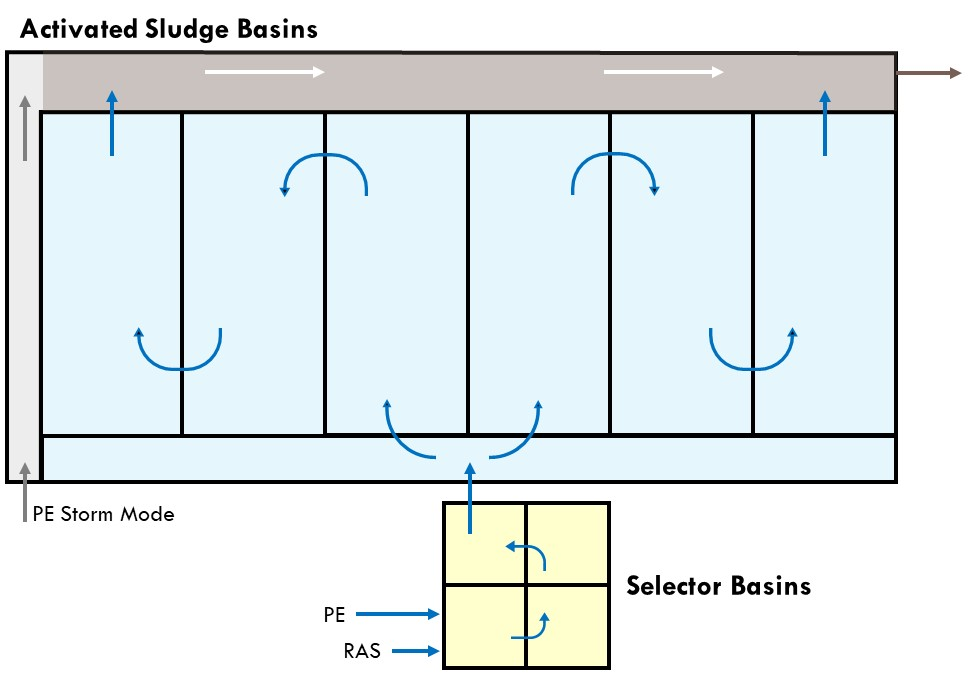 Activated Sludge Basins
PE Storm Mode
Selector Basins
PE
RAS